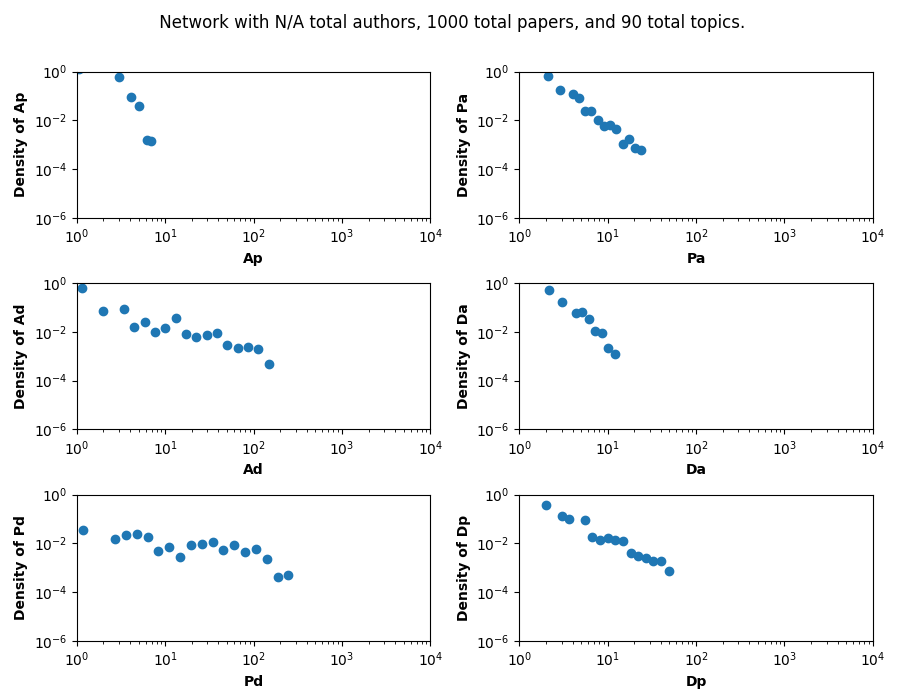 Network with N/A total authors, 1000 total papers, and 90 total topics.
Density of Ap
10^0
10^-2
10^-4
10^-6
10^0 10^1 10^2 10^3 10^4
Ap
Density of Pa
10^0
10^-2
10^-4
10^-6
10^0 10^1 10^2 10^3 10^4
Pa
Density of Ad
10^0
10^-2
10^-4
10^-6
10^0 10^1 10^2 10^3 10^4
Ad
Density of Da
10^0
10^-2
10^-4
10^-6
10^0 10^1 10^2 10^3 10^4
Da
Density of Pd
10^0
10^-2
10^-4
10^-6
10^0 10^1 10^2 10^3 10^4
Pd
Density of Dp
10^0
10^-2
10^-4
10^-6
10^0 10^1 10^2 10^3 10^4
Dp